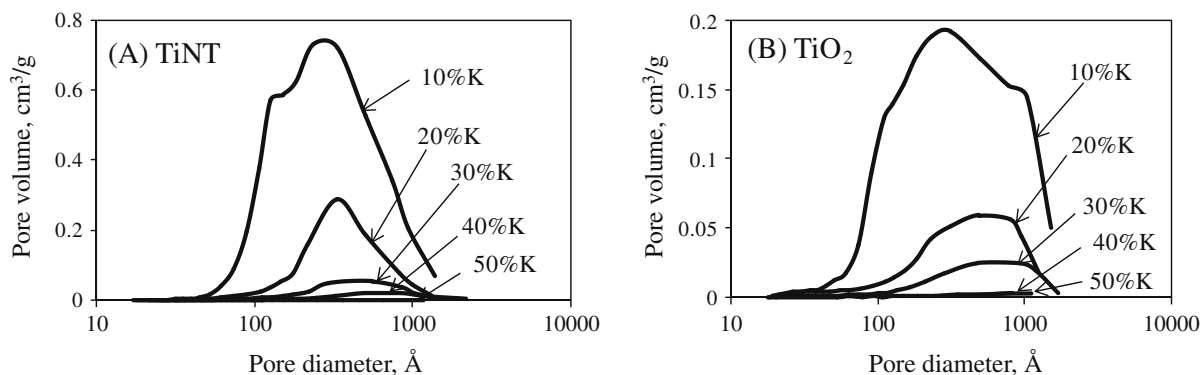 (A) TiNT
Pore volume, cm³/g
0.8
0.6
0.4
0.2
0
10%K
20%K
30%K
40%K
50%K
10
100
1000
10000
Pore diameter, Å
(B) TiO₂
Pore volume, cm³/g
0.2
0.15
0.1
0.05
0
10%K
20%K
30%K
40%K
50%K
10
100
1000
10000
Pore diameter, Å